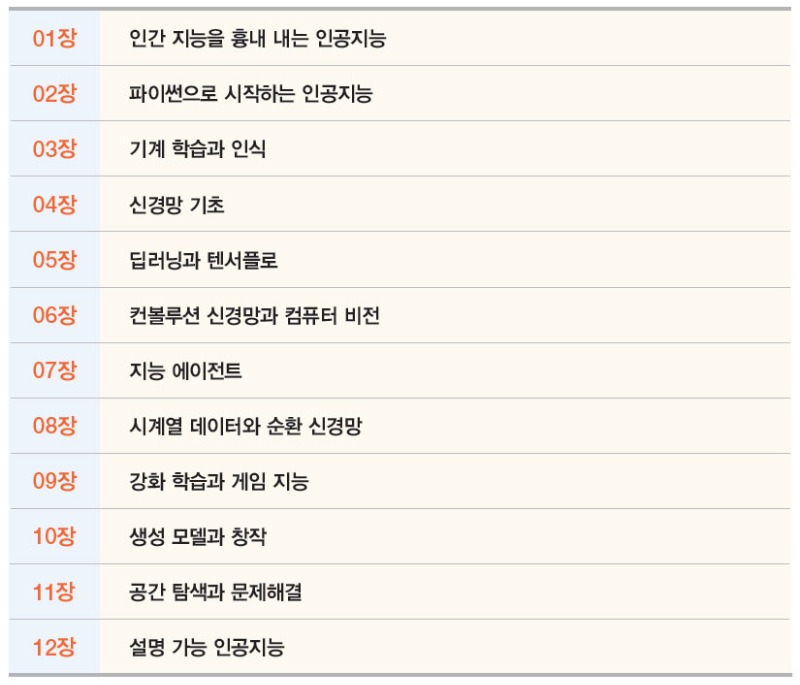 01장 인간 지능을 흉내 내는 인공지능
02장 파이썬으로 시작하는 인공지능
03장 기계 학습과 인식
04장 신경망 기초
05장 딥러닝과 텐서플로
06장 컨볼루션 신경망과 컴퓨터 비전
07장 지능 에이전트
08장 시계열 데이터와 순환 신경망
09장 강화 학습과 게임 지능
10장 생성 모델과 창작
11장 공간 탐색과 문제해결
12장 설명 가능 인공지능